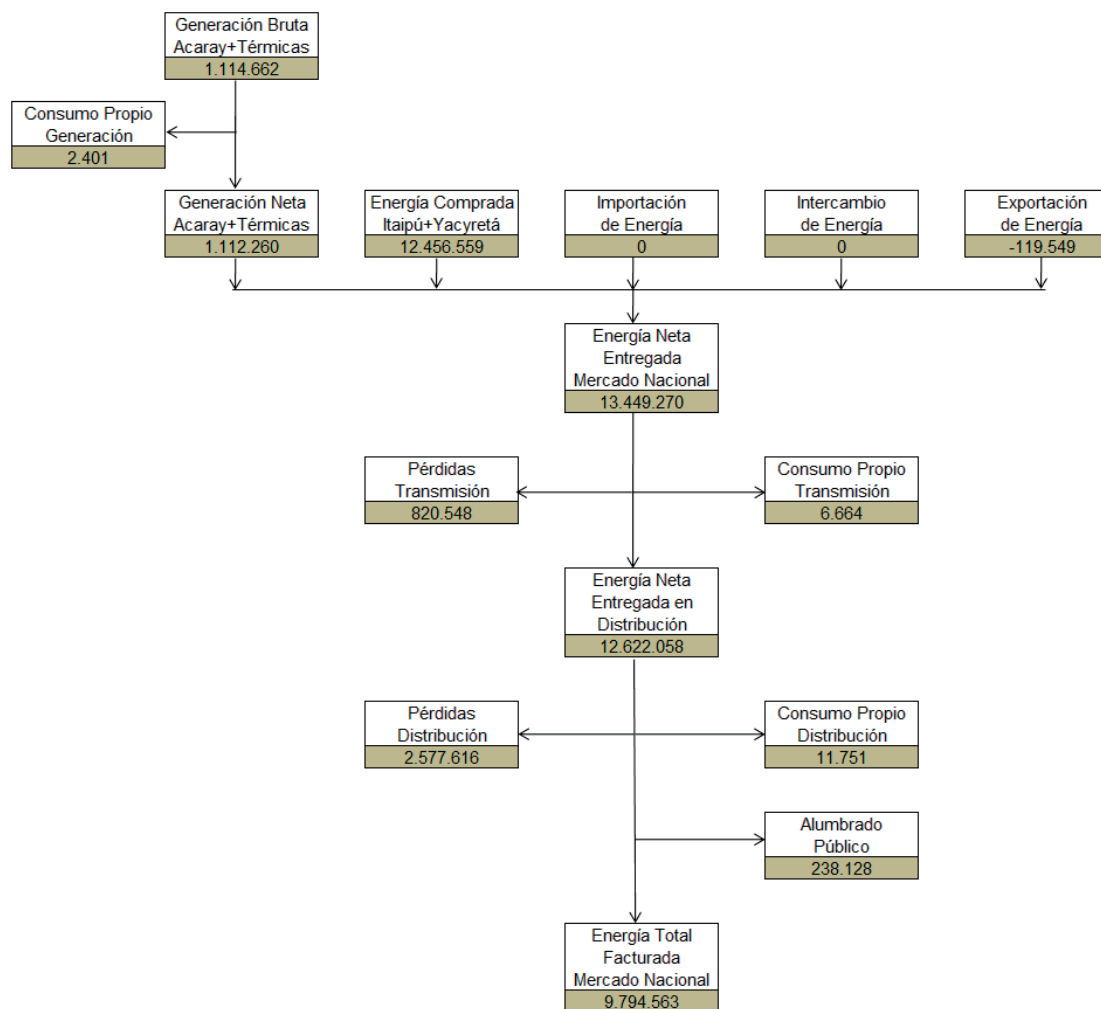 Generación Bruta
Acaray+Térmicas
1.114.662
Consumo Propio
Generación
2.401
Generación Neta
Acaray+Térmicas
1.112.260
Energía Comprada
Itaipú+Yacyretá
12.456.559
Importación
de Energía
0
Intercambio
de Energía
0
Exportación
de Energía
-119.549
Energía Neta
Entregada
Mercado Nacional
13.449.270
Pérdidas
Transmisión
820.548
Consumo Propio
Transmisión
6.664
Energía Neta
Entregada en
Distribución
12.622.058
Pérdidas
Distribución
2.577.616
Consumo Propio
Distribución
11.751
Alumbrado
Público
238.128
Energía Total
Facturada
Mercado Nacional
9.794.563